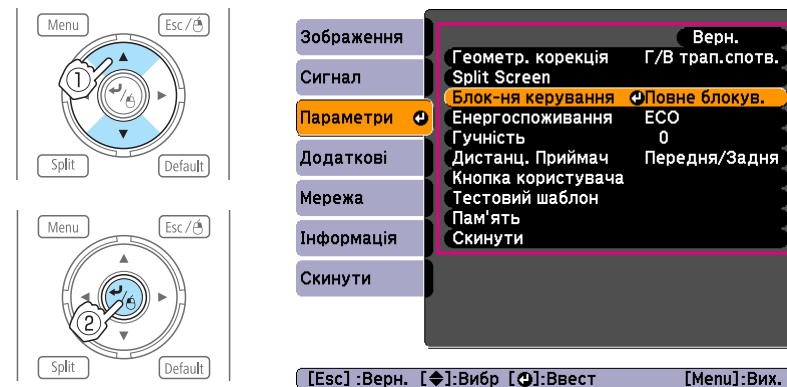 Menu
Esc/
1
Split
Default
Menu
Esc/
2
Split
Default
Зображення
Сигнал
Параметри
Додаткові
Мережа
Інформація
Скинути
Верн.
Геометр. корекція Г/В трап.спотв.
Split Screen
Блок-ня керування Повне блокув.
Енергоспоживання ECO
Гучність 0
Дистанц. Приймач Передня/Задня
Кнопка користувача
Тестовий шаблон
Пам'ять
Скинути
[Esc] :Верн. [ ]:Вибр [ ]:Ввест [Menu]:Вих.